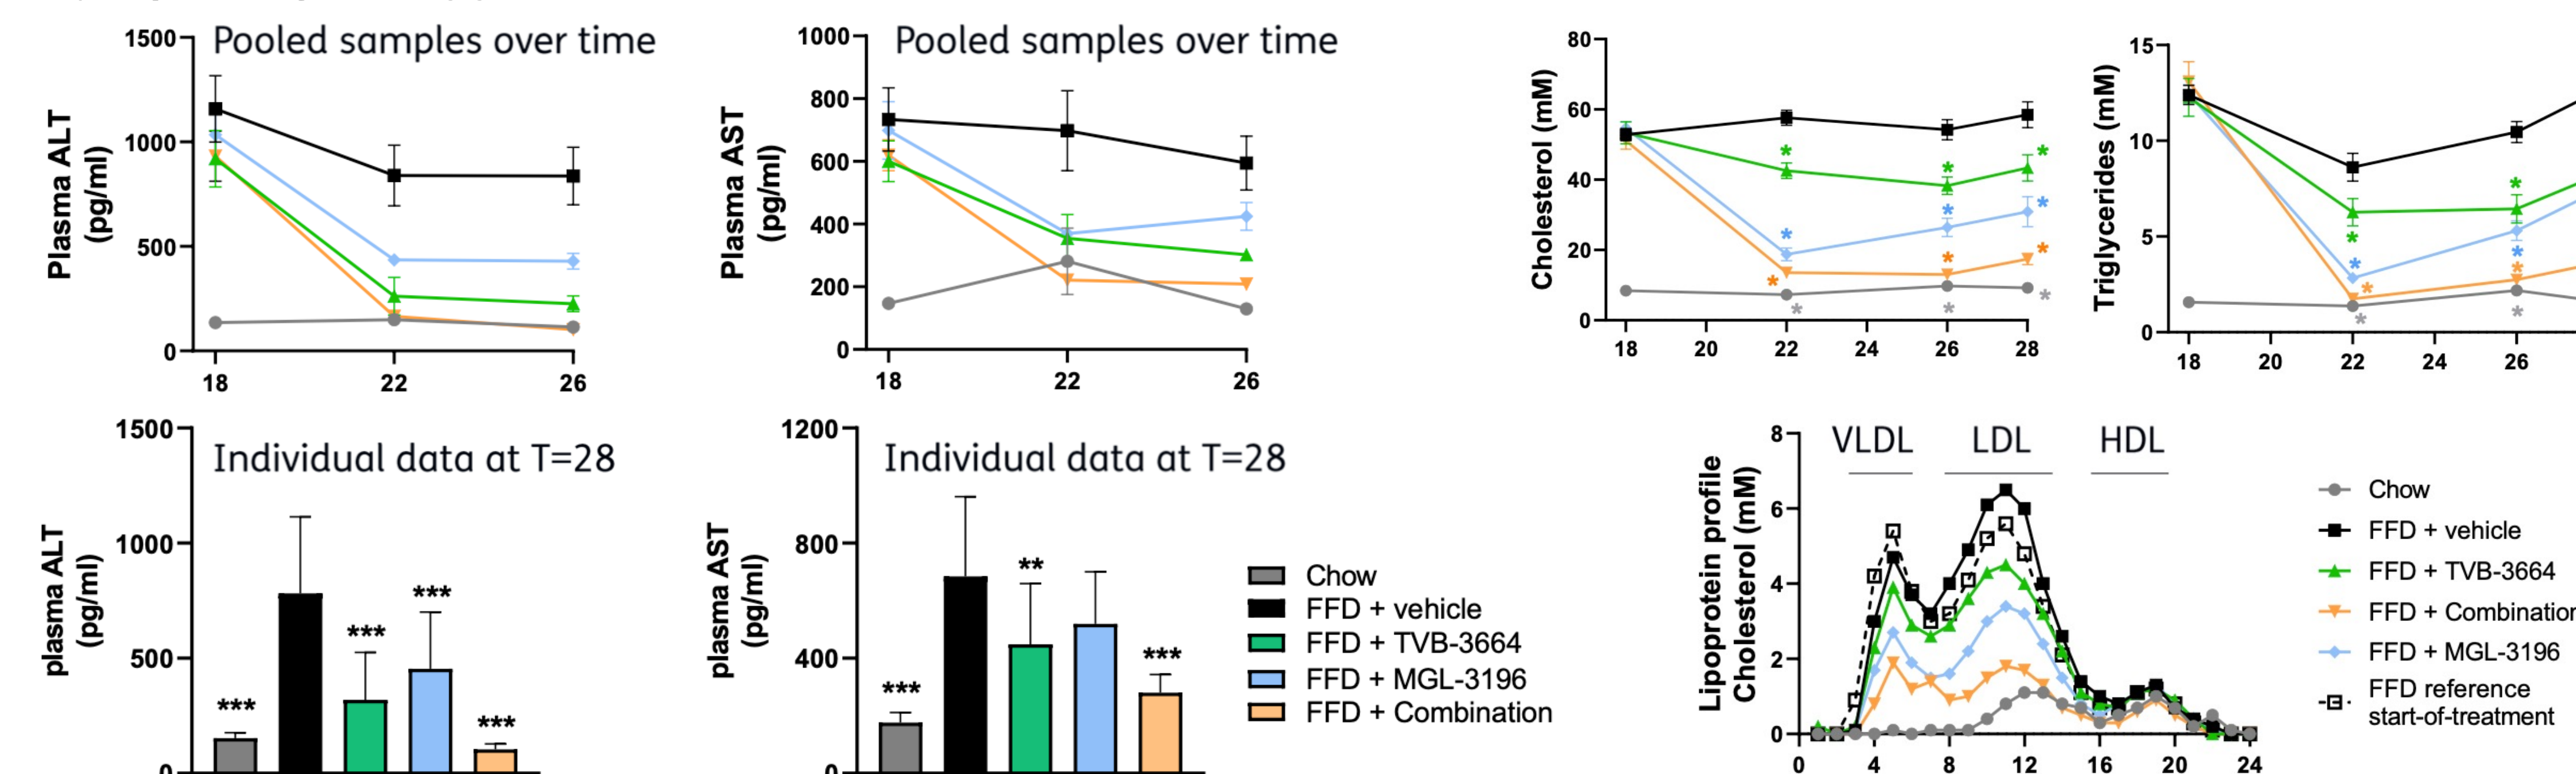 Pooled samples over time
Plasma ALT
(pg/ml)
1500
1000
500
0
18
22
26
Pooled samples over time
Plasma AST
(pg/ml)
1000
800
600
400
200
0
18
22
26
Cholesterol (mM)
80
60
40
20
0
* * *
* * *
* * *
* * *
18
20
22
24
26
28
Triglycerides (mM)
15
10
5
0
* *
* *
* *
* *
18
20
22
24
26
Individual data at T=28
plasma ALT
(pg/ml)
1500
1000
500
***
***
***
***
Individual data at T=28
plasma AST
(pg/ml)
1200
800
400
***
**
***
Chow
FFD + vehicle
FFD + TVB-3664
FFD + MGL-3196
FFD + Combination
VLDL LDL HDL
Lipoprotein profile
Cholesterol (mM)
8
6
4
2
0
0
4
8
12
16
20
24
Chow
FFD + vehicle
FFD + TVB-3664
FFD + Combination
FFD + MGL-3196
FFD reference
start-of-treatment